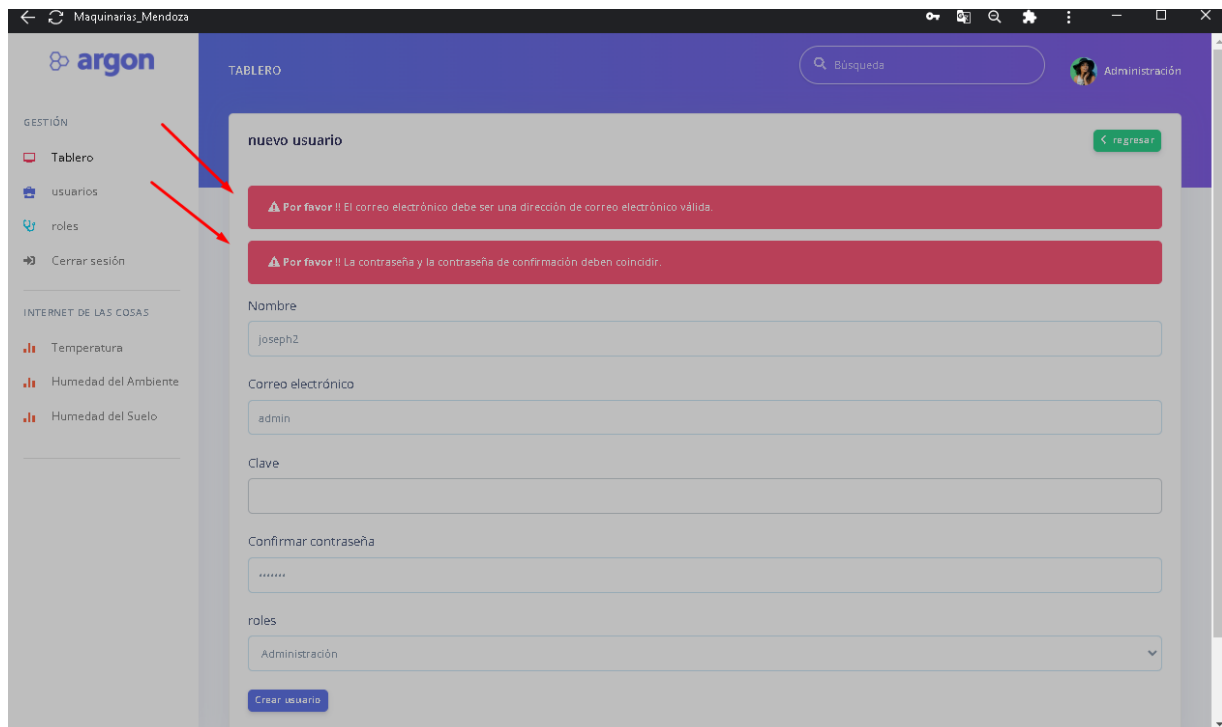 Maquinarias_Mendoza
argon
TABLERO
Búsqueda
Administración
GESTIÓN
Tablero
usuarios
roles
Cerrar sesión
INTERNET DE LAS COSAS
Temperatura
Humedad del Ambiente
Humedad del Suelo
nuevo usuario
regresar
Por favor !! El correo electrónico debe ser una dirección de correo electrónico válida.
Por favor !! La contraseña y la contraseña de confirmación deben coincidir.
Nombre
joseph2
Correo electrónico
admin
Clave
Confirmar contraseña
roles
Administración
Crear usuario